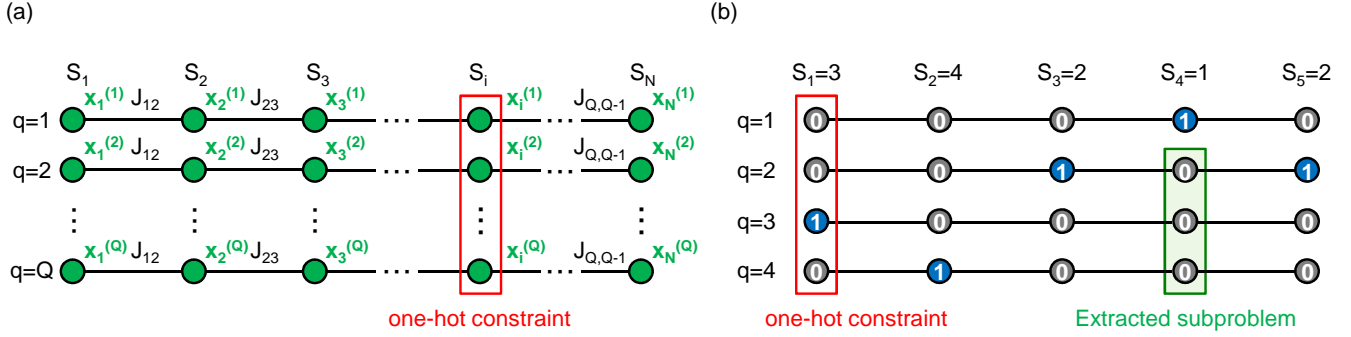 (a)
S1 S2 S3 Si SN
x1(1) J12 x2(1) J23 x3(1) xi(1) JQ,Q-1 xN(1)
q=1 ... ...
x1(2) J12 x2(2) J23 x3(2) xi(2) JQ,Q-1 xN(2)
q=2 ... ...
x1(Q) J12 x2(Q) J23 x3(Q) xi(Q) JQ,Q-1 xN(Q)
q=Q ... ...
one-hot constraint
(b)
S1=3 S2=4 S3=2 S4=1 S5=2
q=1 0 0 0 1 0
q=2 0 0 1 0 1
q=3 1 0 0 0 0
q=4 0 1 0 0 0
one-hot constraint Extracted subproblem